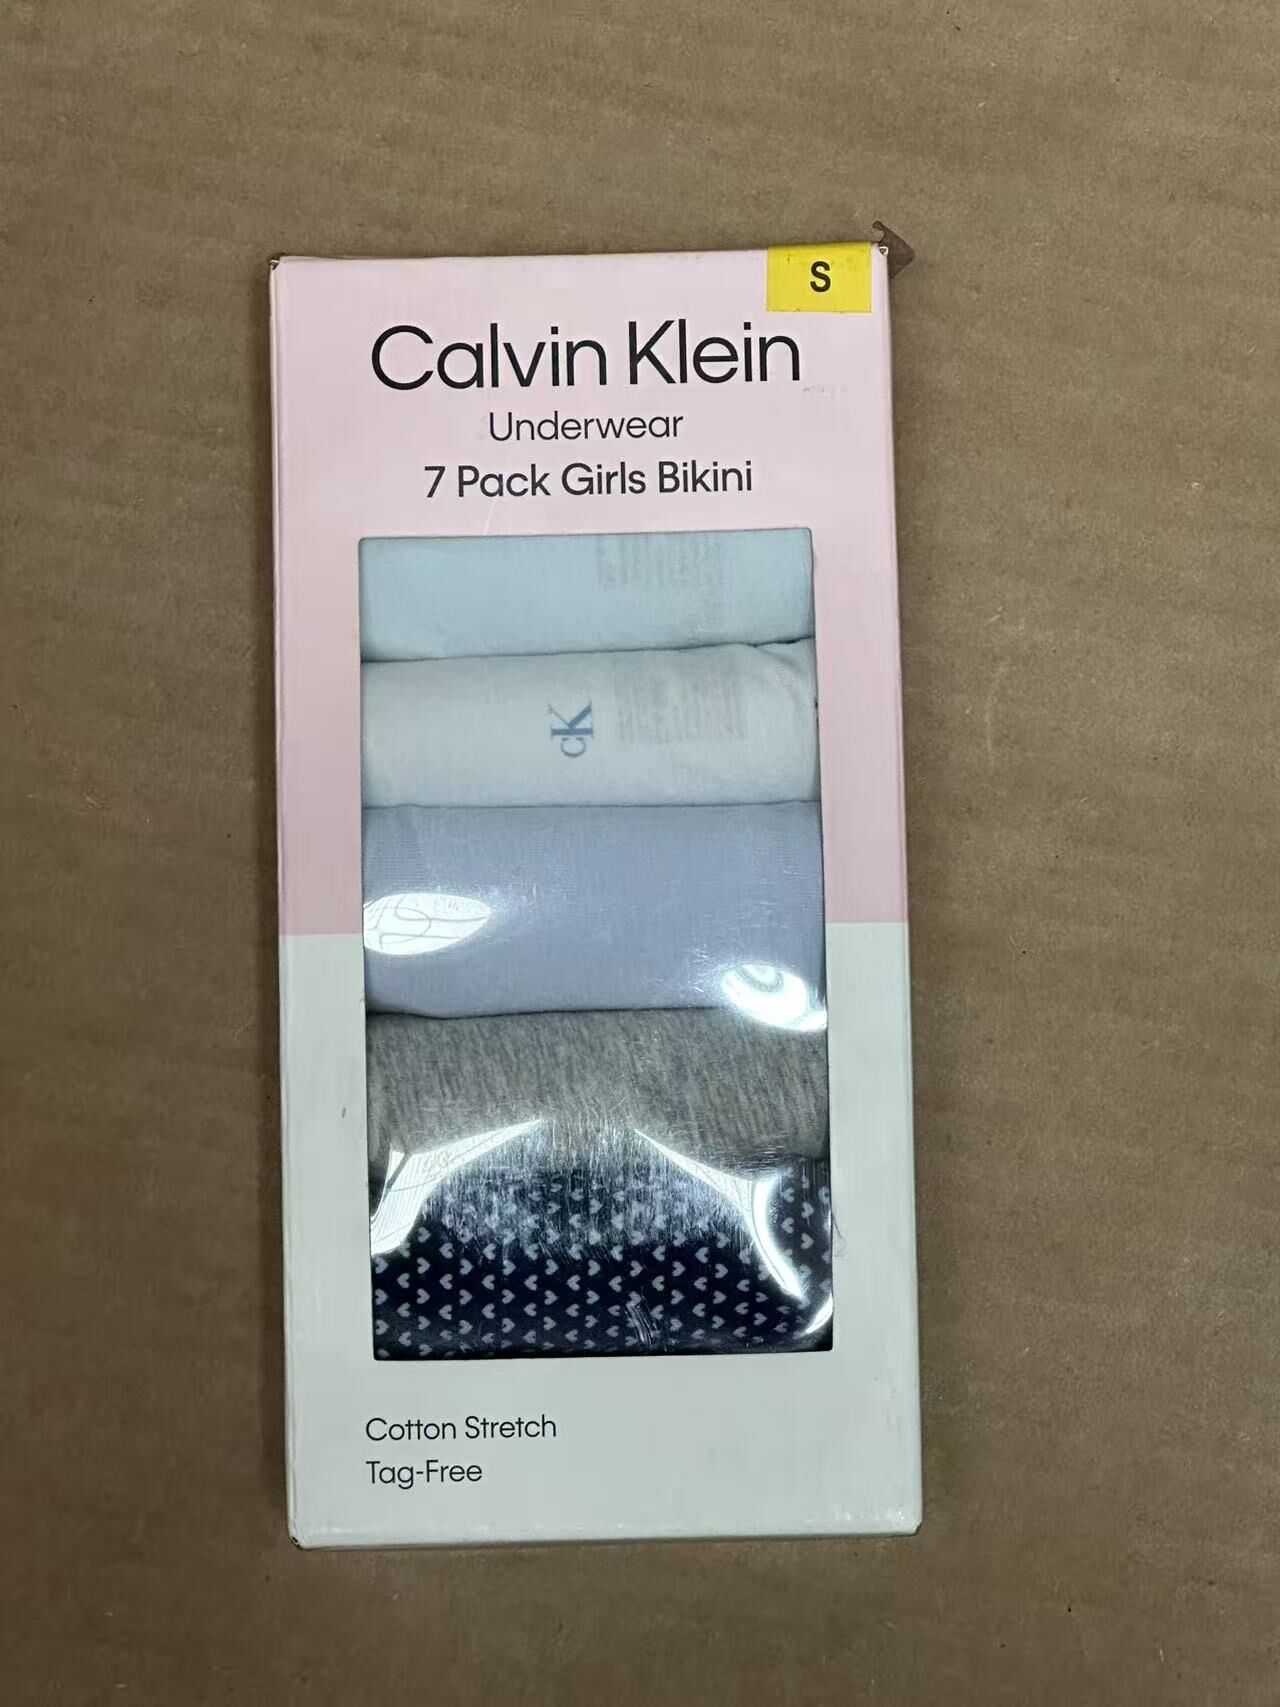 S
Calvin Klein
Underwear
7 Pack Girls Bikini
cK
Cotton Stretch
Tag-Free